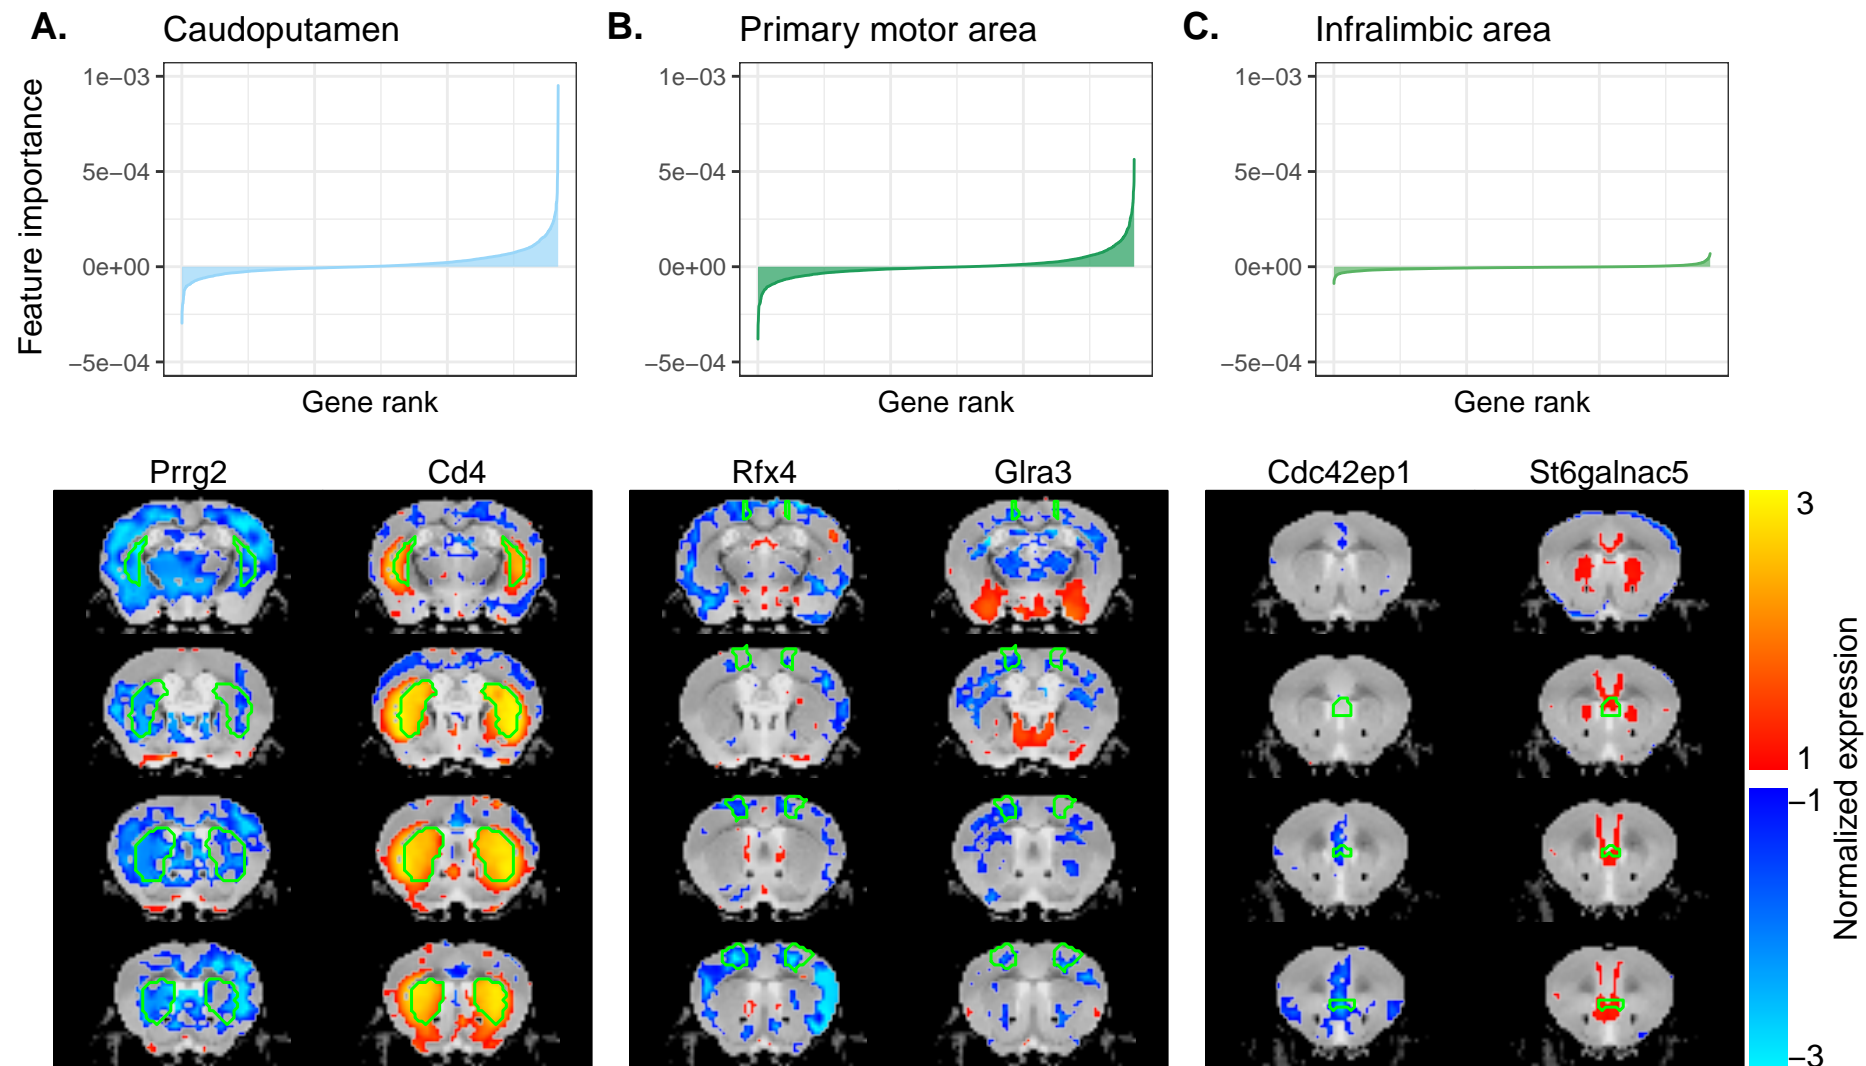 A. Caudoputamen
B. Primary motor area
C. Infralimbic area
Feature importance
1e−03
5e−04
0e+00
−5e−04
Gene rank
1e−03
5e−04
0e+00
−5e−04
Gene rank
1e−03
5e−04
0e+00
−5e−04
Gene rank
Prrg2 Cd4
Rfx4 Glra3
Cdc42ep1 St6galnac5
3
1
−1
−3
Normalized expression